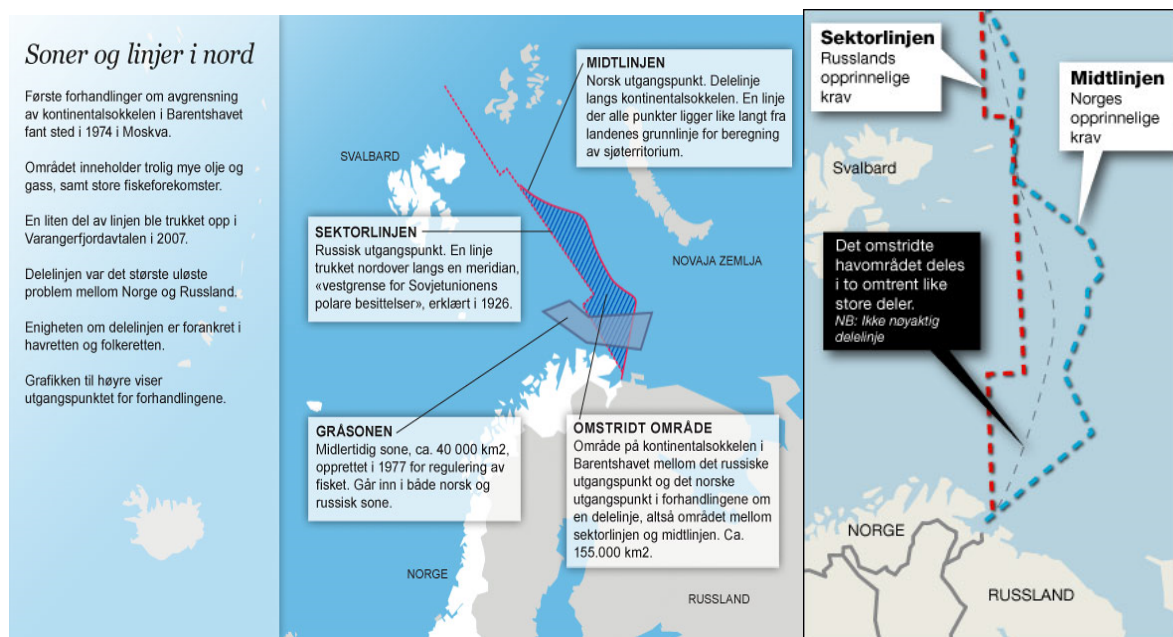 Soner og linjer i nord
Første forhandlinger om avgrensning
av kontinentalsokkelen i Barentshavet
fant sted i 1974 i Moskva.
Området inneholder trolig mye olje og
gass, samt store fiskeforekomster.
En liten del av linjen ble trukket opp i
Varangerfjordavtalen i 2007.
Delelinjen var det største uløste
problem mellom Norge og Russland.
Enigheten om delelinjen er forankret i
havretten og folkeretten.
Grafikken til høyre viser
utgangspunktet for forhandlingene.
MIDTLINJEN
Norsk utgangspunkt. Delelinje
langs kontinentalsokkelen. En linje
der alle punkter ligger like langt fra
landenes grunnlinje for beregning
av sjøterritorium.
SVALBARD
SEKTORLINJEN
Russisk utgangspunkt. En linje
trukket nordover langs en meridian,
«vestgrense for Sovjetunionens
polare besittelser», erklært i 1926.
NOVAJA ZEMLJA
GRÅSONEN
Midlertidig sone, ca. 40 000 km2,
opprettet i 1977 for regulering av
fisket. Går inn i både norsk og
russisk sone.
OMSTRIDT OMRÅDE
Område på kontinentalsokkelen i
Barentshavet mellom det russiske
utgangspunkt og det norske
utgangspunkt i forhandlingene om
en delelinje, altså området mellom
sektorlinjen og midtlinjen. Ca.
155.000 km2.
NORGE
RUSSLAND
Sektorlinjen
Russlands
opprinnelige
krav
Midtlinjen
Norges
opprinnelige
krav
Svalbard
Det omstridte
havområdet deles
i to omtrent like
store deler.
NB: Ikke nøyaktig
delelinje
NORGE
RUSSLAND